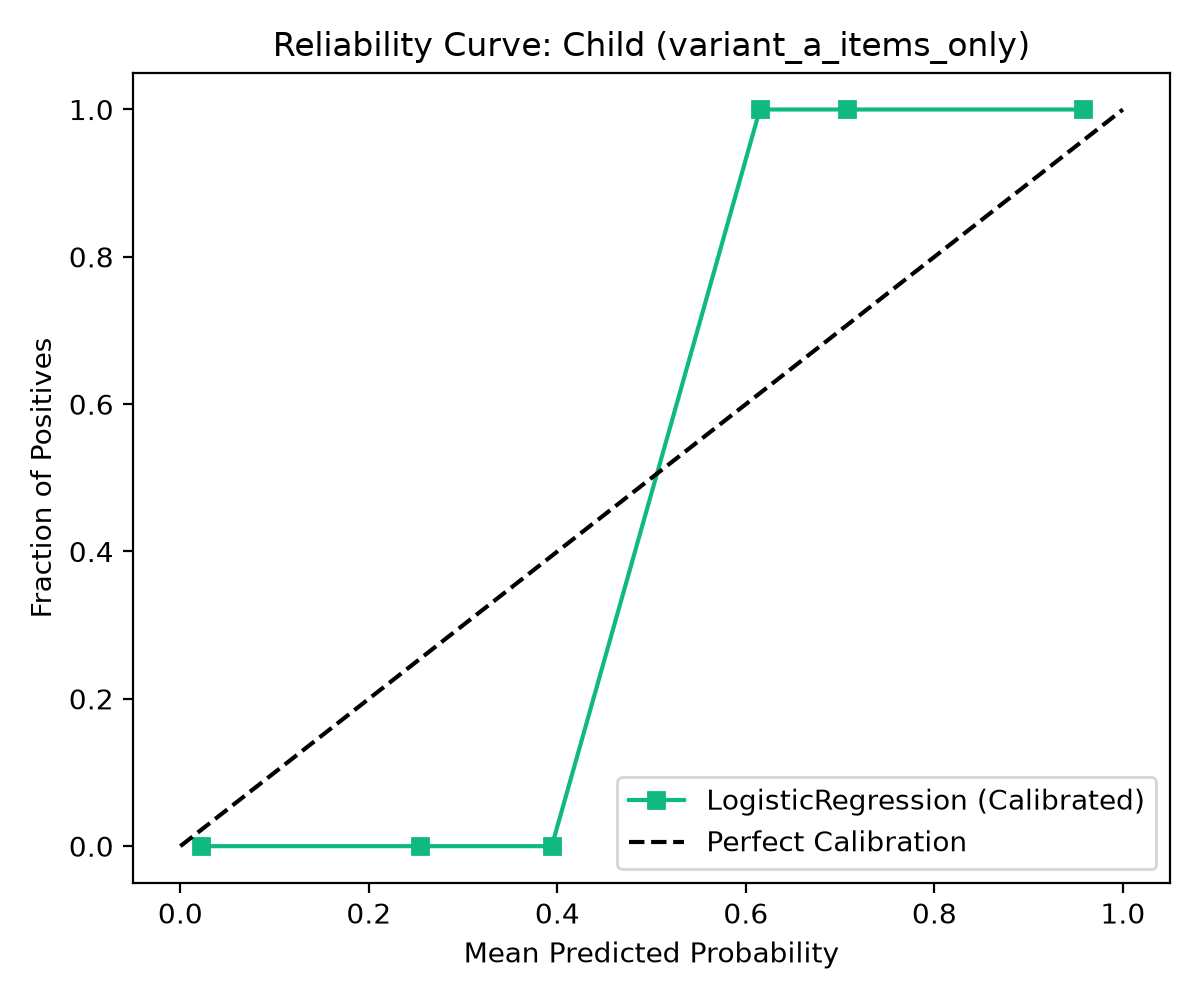 Reliability Curve: Child (variant_a_items_only)
1.0
0.8
0.6
0.4
0.2
0.0
Fraction of Positives
LogisticRegression (Calibrated)
Perfect Calibration
0.0 0.2 0.4 0.6 0.8 1.0
Mean Predicted Probability